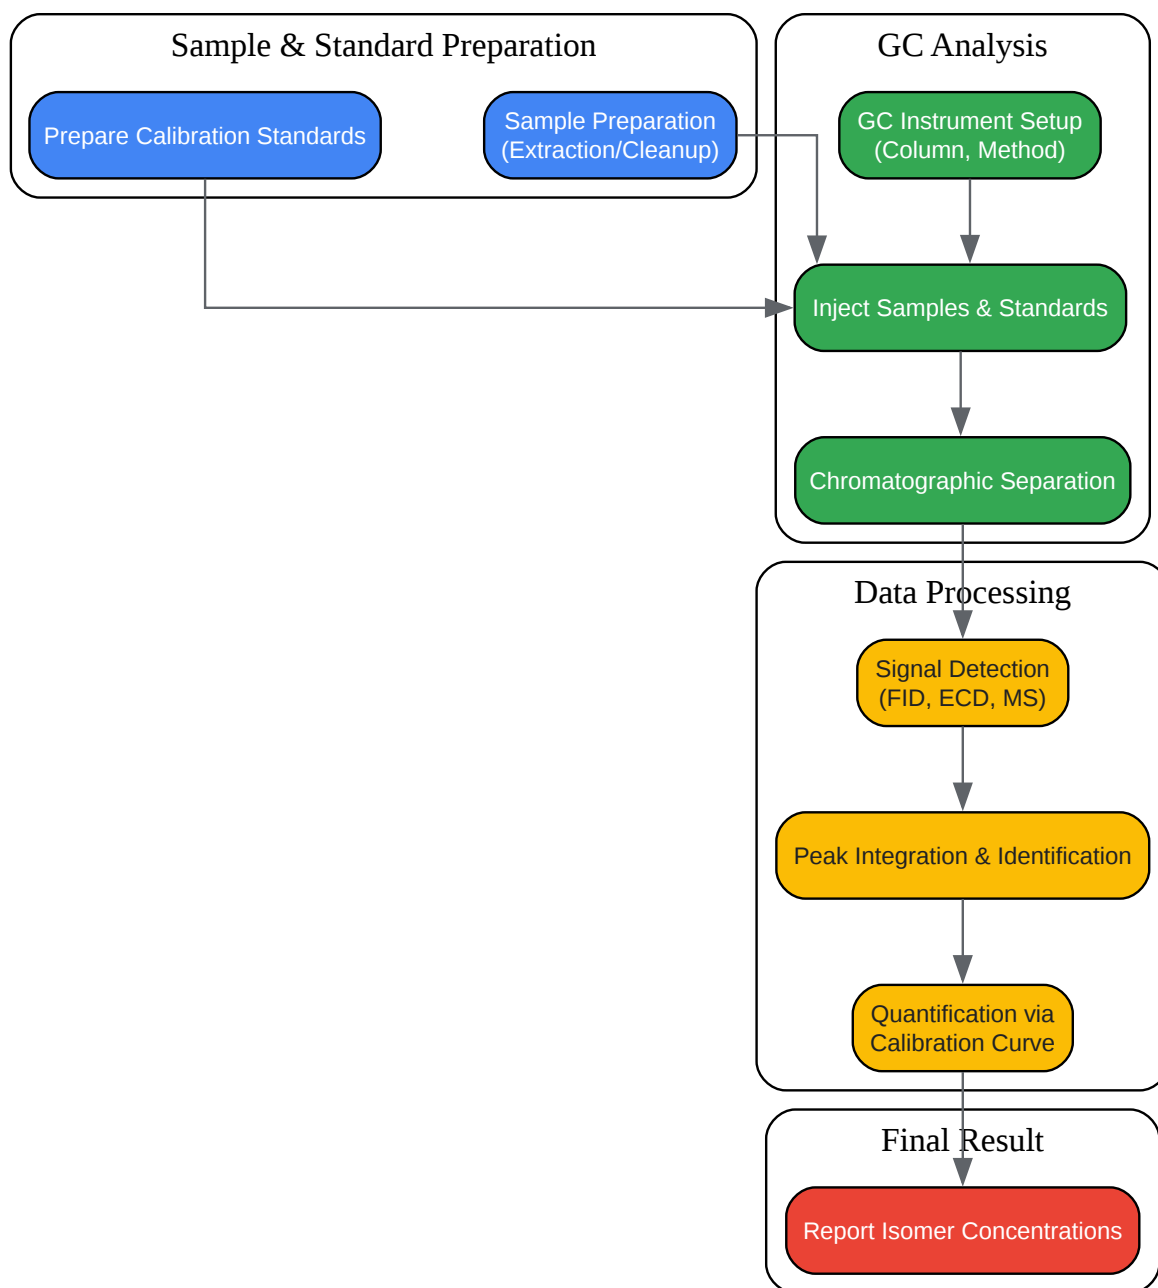 Sample & Standard Preparation
Prepare Calibration Standards
Sample Preparation
(Extraction/Cleanup)
GC Analysis
GC Instrument Setup
(Column, Method)
Inject Samples & Standards
Chromatographic Separation
Data Processing
Signal Detection
(FID, ECD, MS)
Peak Integration & Identification
Quantification via
Calibration Curve
Final Result
Report Isomer Concentrations